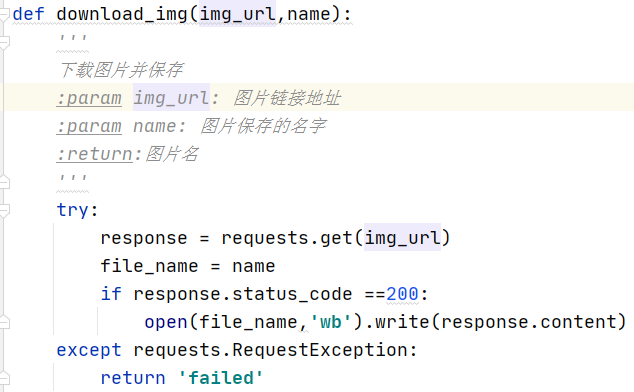 def download_img(img_url,name):
    '''
    下载图片并保存
    :param img_url: 图片链接地址
    :param name: 图片保存的名字
    :return:图片名
    '''
    try:
        response = requests.get(img_url)
        file_name = name
        if response.status_code ==200:
            open(file_name,'wb').write(response.content)
    except requests.RequestException:
        return 'failed'